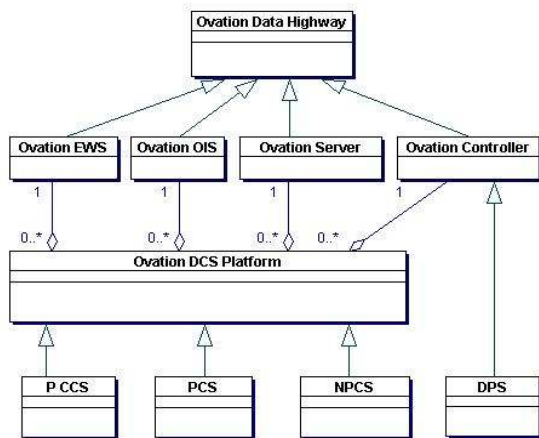 Ovation Data Highway
Ovation EWS Ovation OIS Ovation Server Ovation Controller
1 1 1 1
0..* 0..* 0..* 0..*
Ovation DCS Platform
P CCS PCS NPCS DPS